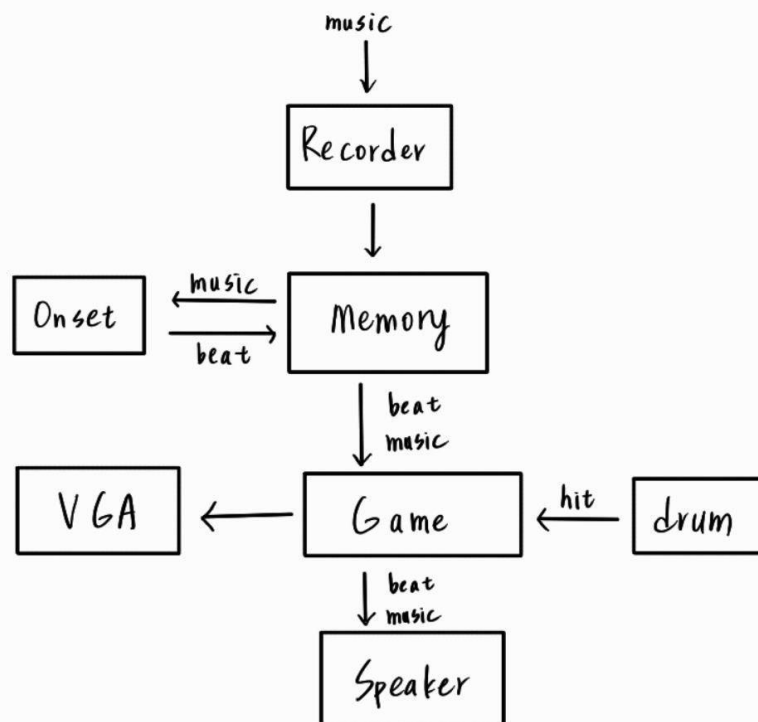 music
Recorder
music
Onset
Memory
beat
beat
music
VGA
Game
hit
drum
beat
music
Speaker